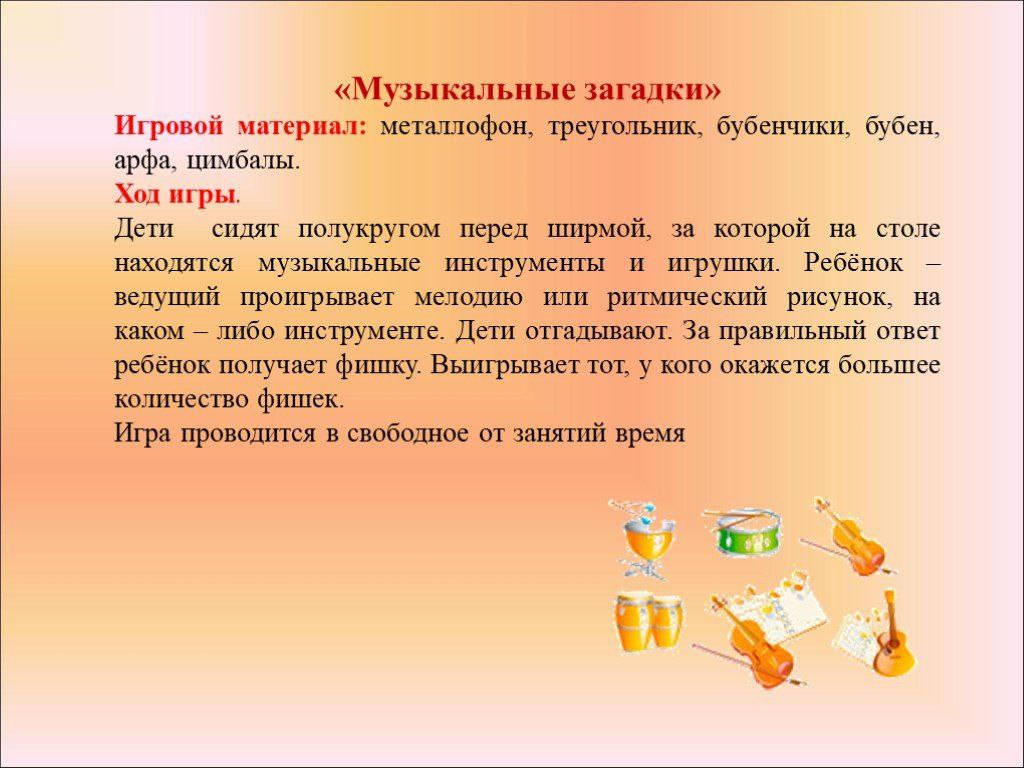 «Музыкальные загадки»
Игровой материал: металлофон, треугольник, бубенчики, бубен,
арфа, цимбалы.
Ход игры.
Дети сидят полукругом перед ширмой, за которой на столе
находятся музыкальные инструменты и игрушки. Ребёнок –
ведущий проигрывает мелодию или ритмический рисунок, на
каком – либо инструменте. Дети отгадывают. За правильный ответ
ребёнок получает фишку. Выигрывает тот, у кого окажется большее
количество фишек.
Игра проводится в свободное от занятий время